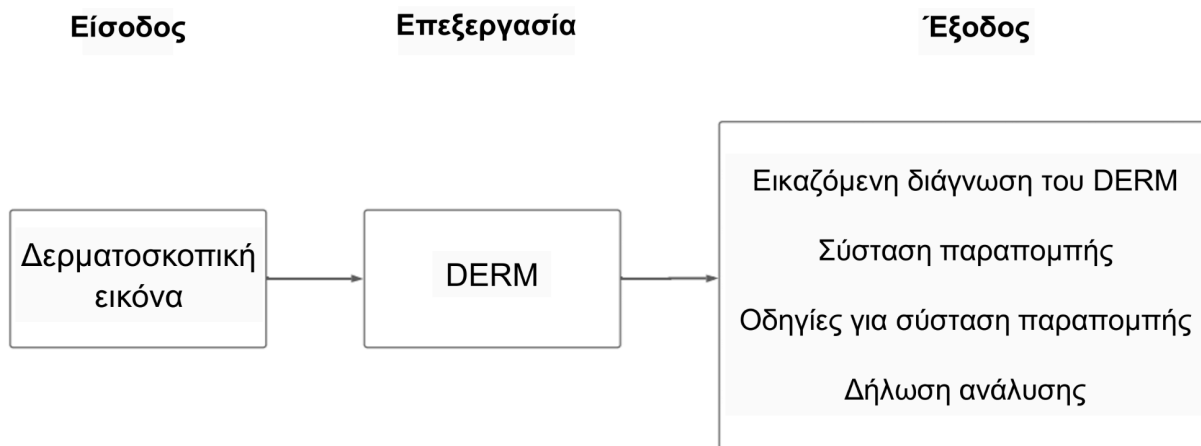 Είσοδος
Επεξεργασία
Έξοδος
Δερματοσκοπική
εικόνα
DERM
Εικαζόμενη διάγνωση του DERM
Σύσταση παραπομπής
Οδηγίες για σύσταση παραπομπής
Δήλωση ανάλυσης